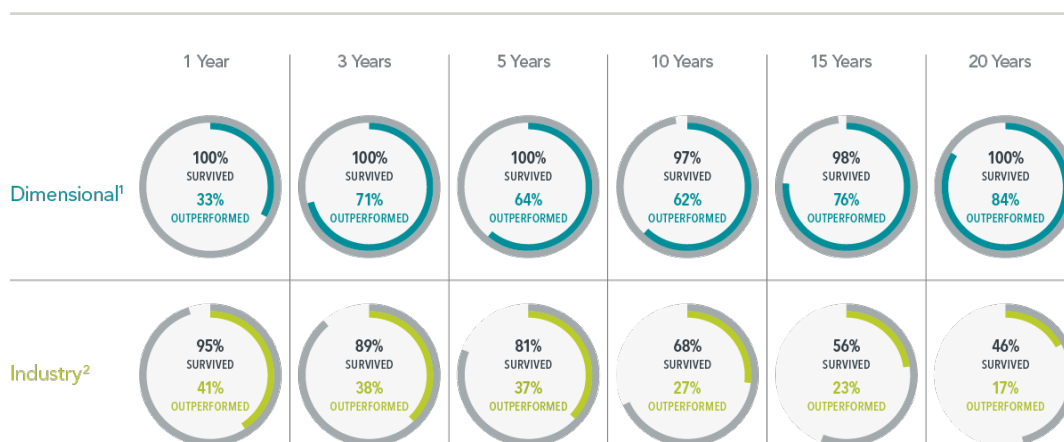 1 Year 3 Years 5 Years 10 Years 15 Years 20 Years
Dimensional¹
100% 100% 100% 97% 98% 100%
SURVIVED SURVIVED SURVIVED SURVIVED SURVIVED SURVIVED
33% 71% 64% 62% 76% 84%
OUTPERFORMED OUTPERFORMED OUTPERFORMED OUTPERFORMED OUTPERFORMED OUTPERFORMED
Industry²
95% 89% 81% 68% 56% 46%
SURVIVED SURVIVED SURVIVED SURVIVED SURVIVED SURVIVED
41% 38% 37% 27% 23% 17%
OUTPERFORMED OUTPERFORMED OUTPERFORMED OUTPERFORMED OUTPERFORMED OUTPERFORMED